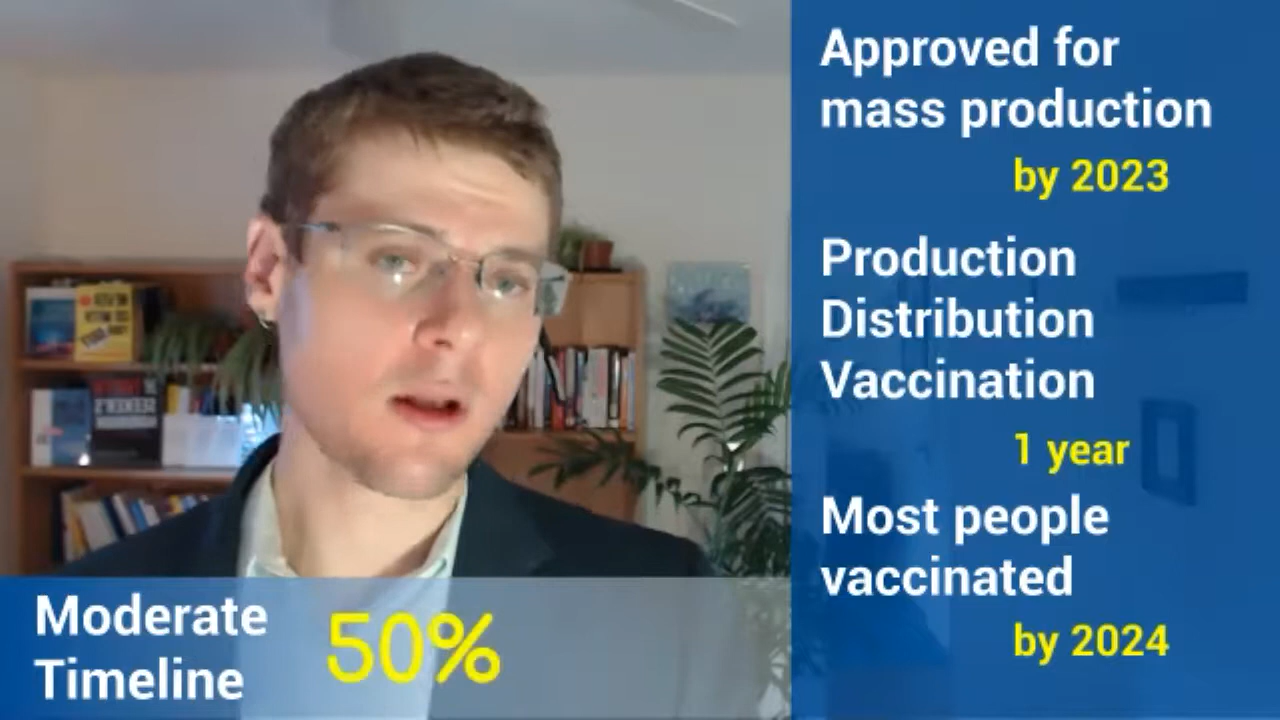 Approved for
mass production
by 2023
Production
Distribution
Vaccination
1 year
Most people
vaccinated
by 2024
Moderate
Timeline
50%